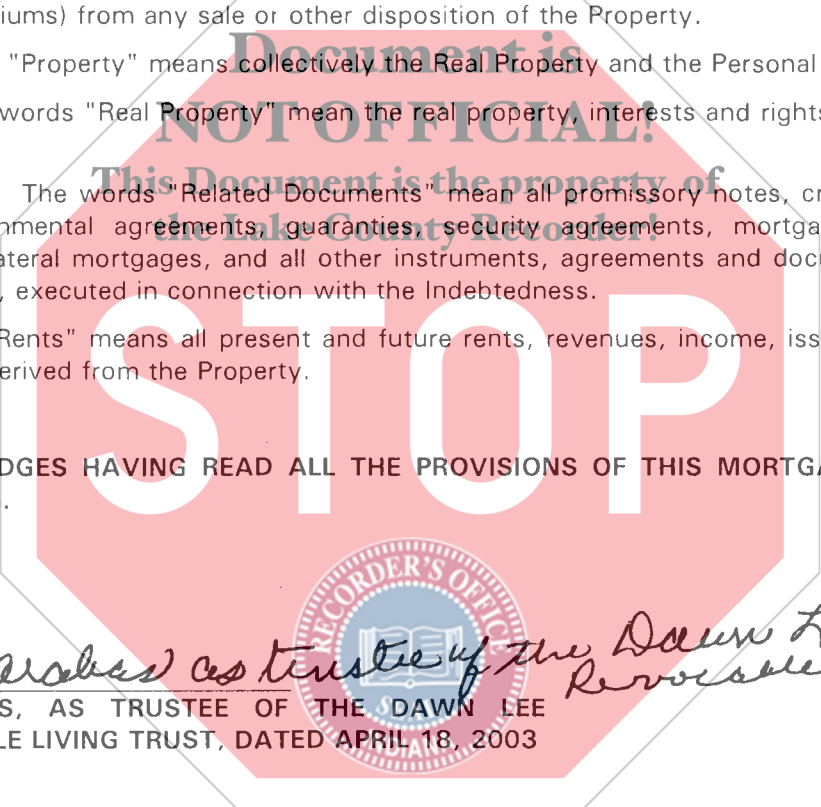 iums) from any sale or other disposition of the Property.
Document is
"Property" means collectively the Real Property and the Personal
NOT OFFICIAL!
words "Real Property" mean the real property, interests and rights
This Document is the property of
The words "Related Documents" mean all promissory notes, cr
nmental agreements, guaranties, security agreements, mortga
the Lake County Recorder!
ateral mortgages, and all other instruments, agreements and docu
, executed in connection with the Indebtedness.
Rents" means all present and future rents, revenues, income, iss
erived from the Property.
STOP
DGES HAVING READ ALL THE PROVISIONS OF THIS MORTGA
.
RECORDER'S OFFICE
as trustee of the Dawn L
Revocable
S, AS TRUSTEE OF THE DAWN LEE
LE LIVING TRUST, DATED APRIL 18, 2003
INDIANA